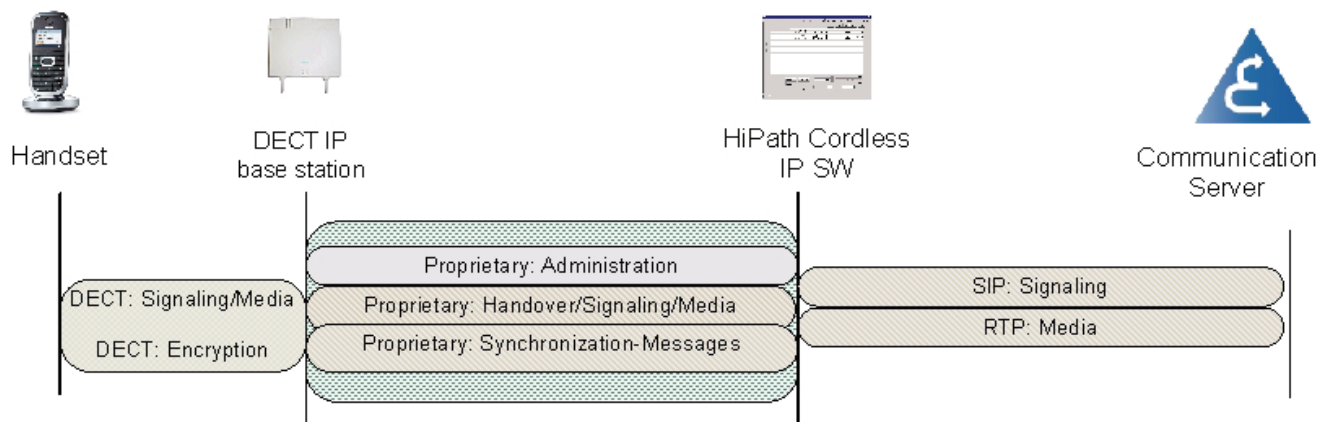 Handset
DECT IP
base station
HiPath Cordless
IP SW
Communication
Server
DECT: Signaling/Media
DECT: Encryption
Proprietary: Administration
Proprietary: Handover/Signaling/Media
Proprietary: Synchronization-Messages
SIP: Signaling
RTP: Media